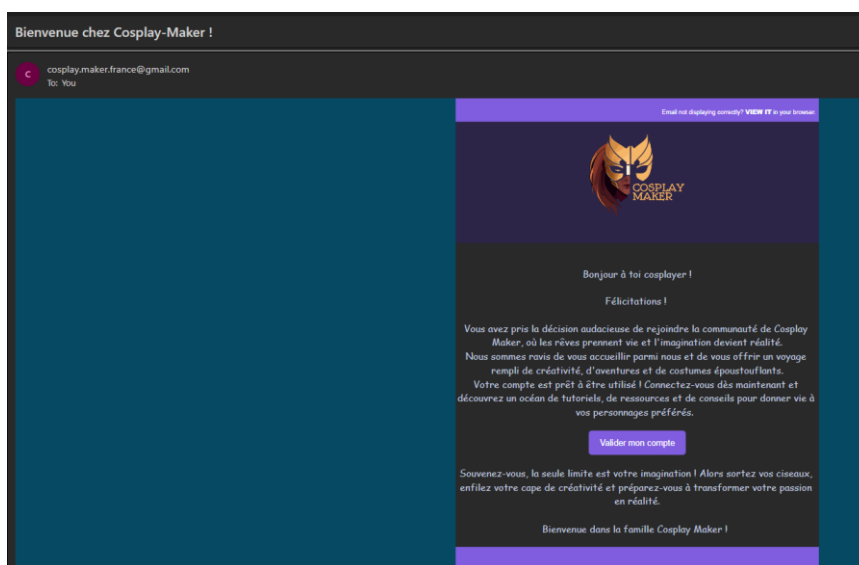 Bienvenue chez Cosplay-Maker !
C
cosplay.maker.france@gmail.com
To: You
Email not displaying correctly? VIEW IT in your browser.
COSPLAY
MAKER
Bonjour à toi cosplayer !
Félicitations !
Vous avez pris la décision audacieuse de rejoindre la communauté de Cosplay
Maker, où les rêves prennent vie et l'imagination devient réalité.
Nous sommes ravis de vous accueillir parmi nous et de vous offrir un voyage
rempli de créativité, d'aventures et de costumes époustouflants.
Votre compte est prêt à être utilisé ! Connectez-vous dès maintenant et
découvrez un océan de tutoriels, de ressources et de conseils pour donner vie à
vos personnages préférés.
Valider mon compte
Souvenez-vous, la seule limite est votre imagination ! Alors sortez vos ciseaux,
enfilez votre cape de créativité et préparez-vous à transformer votre passion
en réalité.
Bienvenue dans la famille Cosplay Maker !